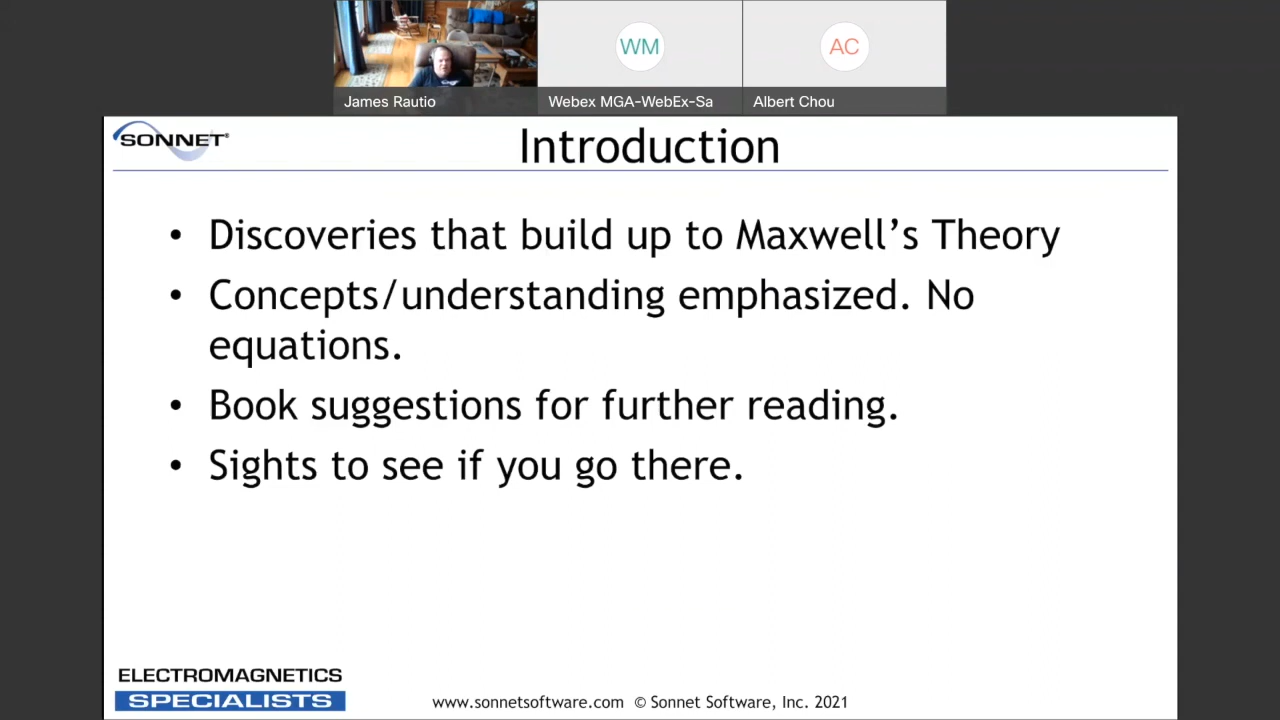 WM
AC
James Rautio
Webex MGA-WebEx-Sa
Albert Chou
SONNET®
Introduction
• Discoveries that build up to Maxwell’s Theory
• Concepts/understanding emphasized. No
equations.
• Book suggestions for further reading.
• Sights to see if you go there.
ELECTROMAGNETICS
SPECIALISTS
www.sonnetsoftware.com © Sonnet Software, Inc. 2021